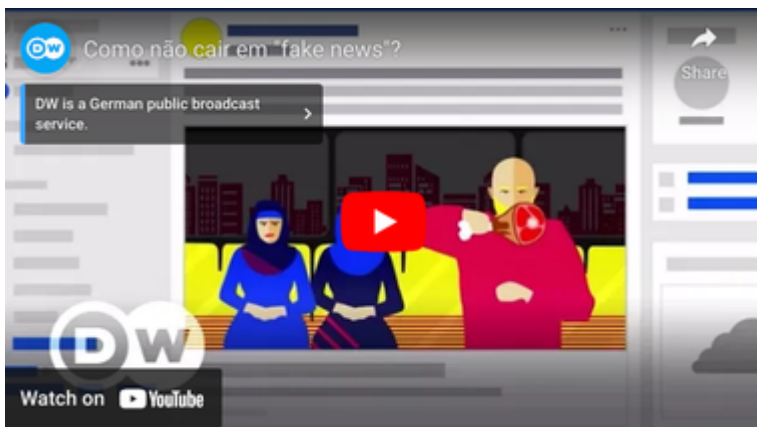 DW
Como não cair em "fake news"?
Share
DW is a German public broadcast
service.
DW
Watch on YouTube